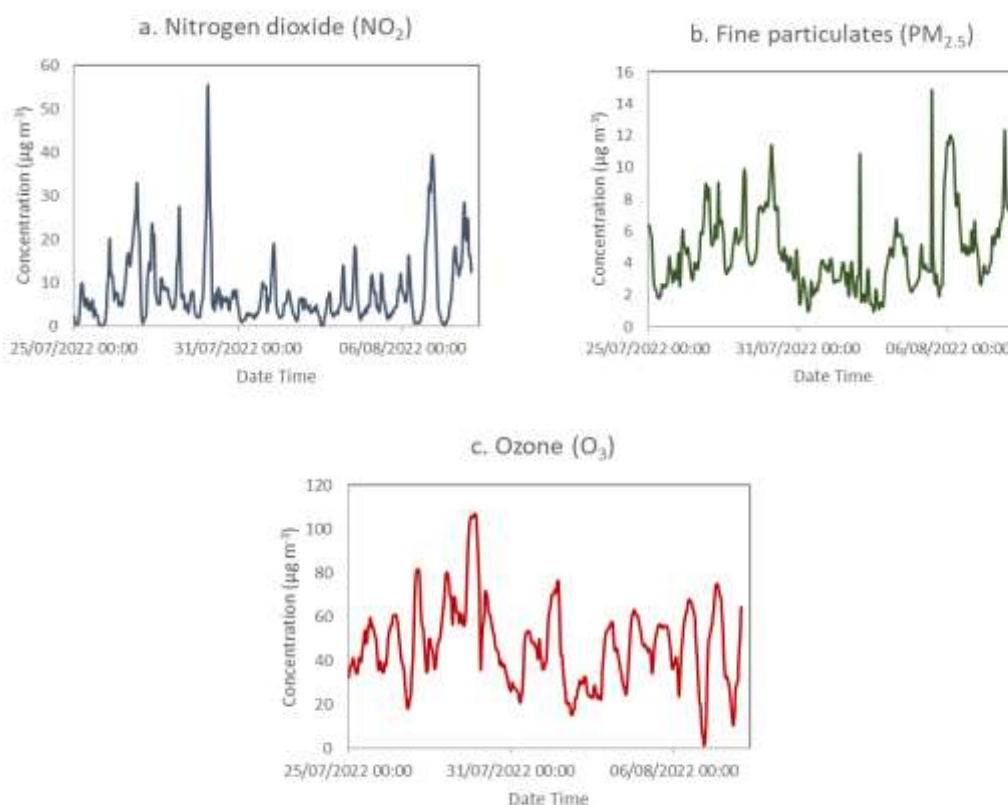 a. Nitrogen dioxide (NO₂)
60
50
40
30
20
10
0
Concentration (µg m⁻³)
25/07/2022 00:00 31/07/2022 00:00 06/08/2022 00:00
Date Time
b. Fine particulates (PM₂.₅)
16
14
12
10
8
6
4
2
0
Concentration (µg m⁻³)
25/07/2022 00:00 31/07/2022 00:00 06/08/2022 00:00
Date Time
c. Ozone (O₃)
120
100
80
60
40
20
0
Concentration (µg m⁻³)
25/07/2022 00:00 31/07/2022 00:00 06/08/2022 00:00
Date Time